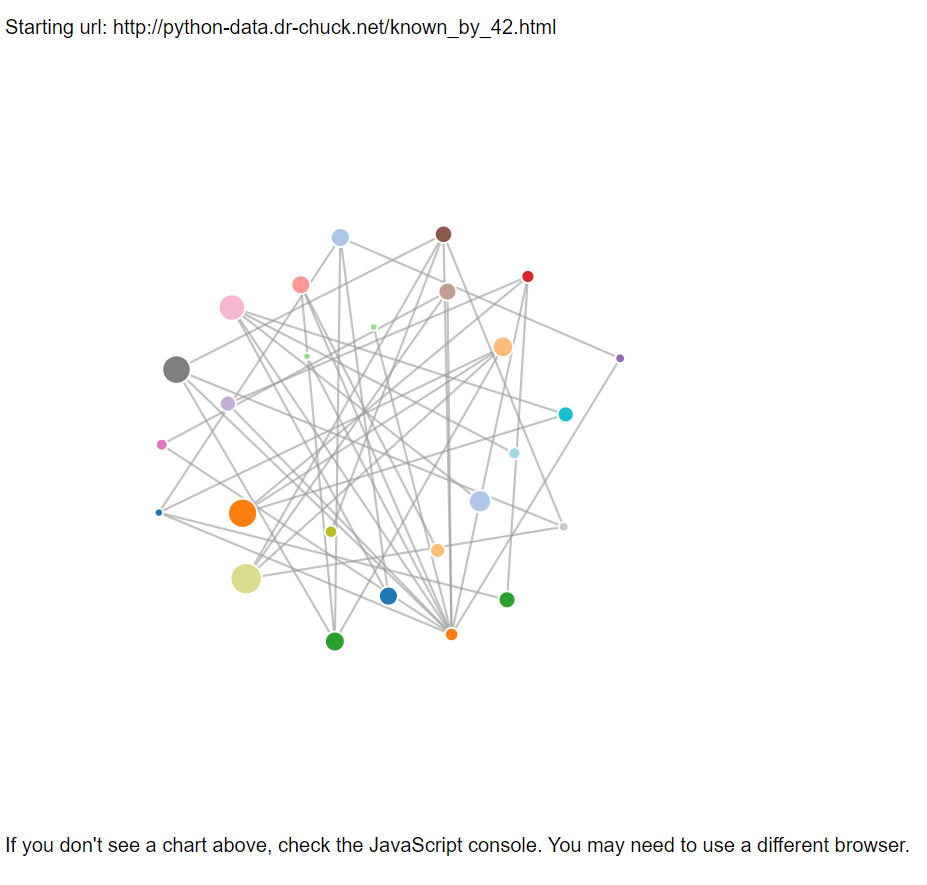 Starting url: http://python-data.dr-chuck.net/known_by_42.html
If you don't see a chart above, check the JavaScript console. You may need to use a different browser.